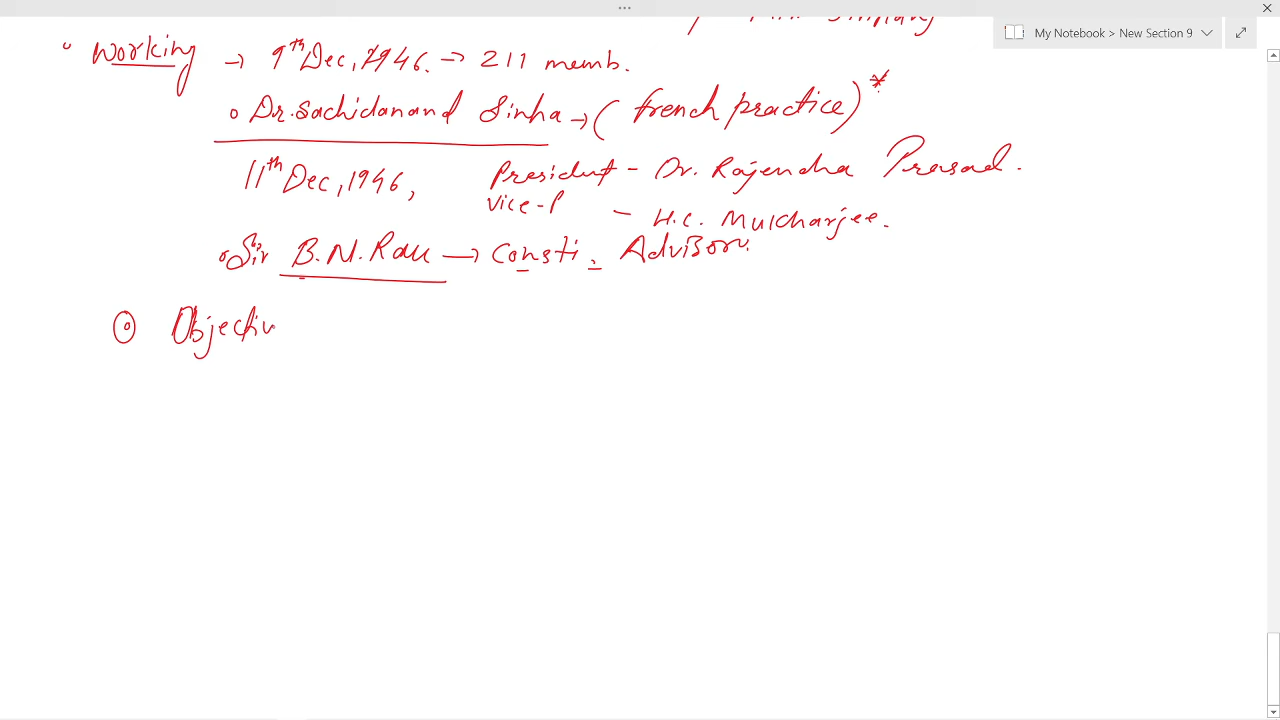 My Notebook > New Section 9
• Working → 9th Dec, 1946. → 211 memb.
• Dr. Sachidanand Sinha → ( french practice) *
11th Dec, 1946, President - Dr. Rajendra Prasad.
Vice-P - H.C. Mukharjee.
• Sir B.N. Rau → Consti. Advisor.
⊙ Objectiv